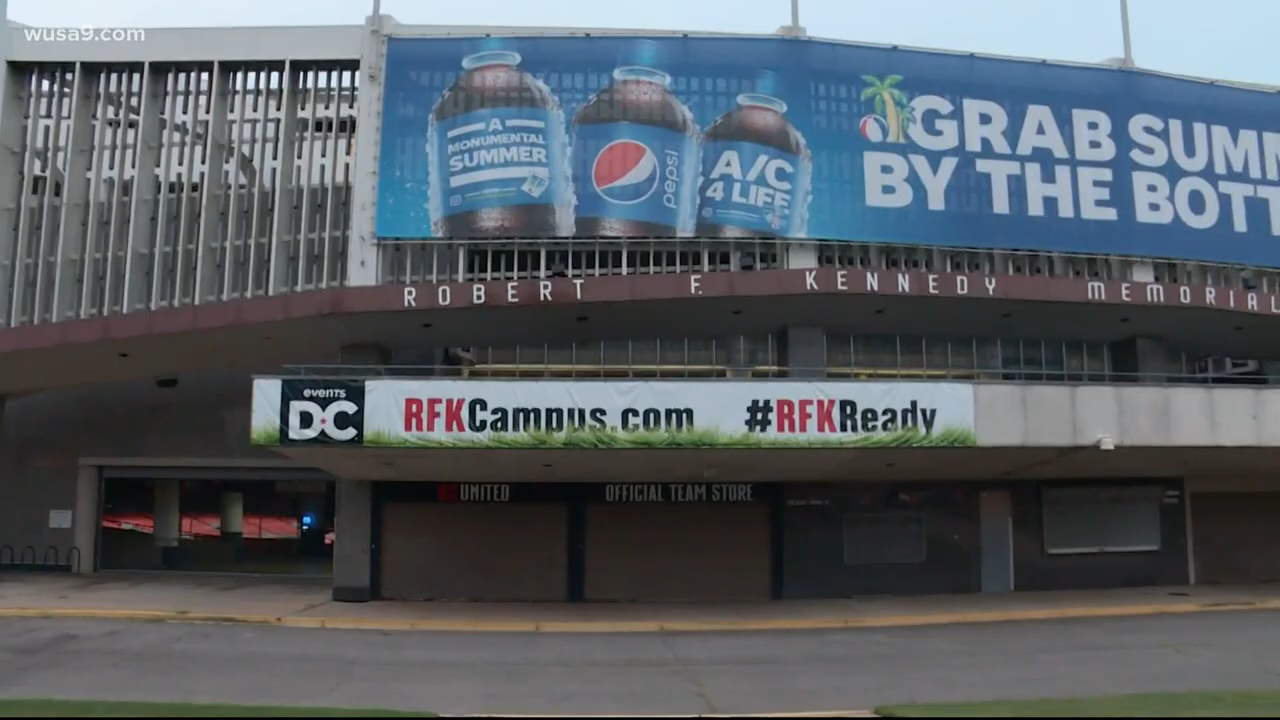 wusa9.com
A
MONUMENTAL
SUMMER
pepsi
A/C
4 LIFE
GRAB SUMM
BY THE BOTT
ROBERT F. KENNEDY MEMORIAL
events
DC
RFKCampus.com #RFKReady
UNITED OFFICIAL TEAM STORE